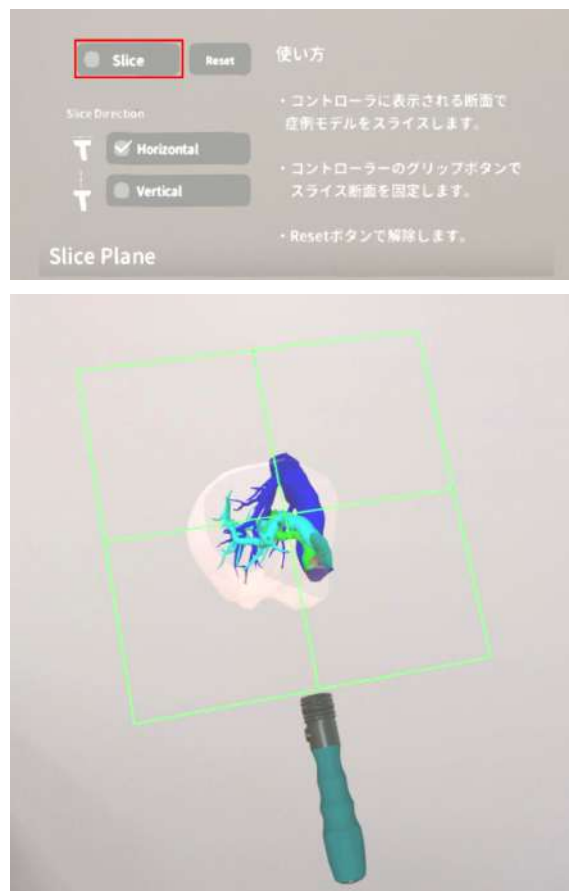 Slice
Reset
使い方
Slice Direction
Horizontal
Vertical
・コントローラに表示される断面で
症例モデルをスライスします。
・コントローラーのグリップボタンで
スライス断面を固定します。
・Resetボタンで解除します。
Slice Plane